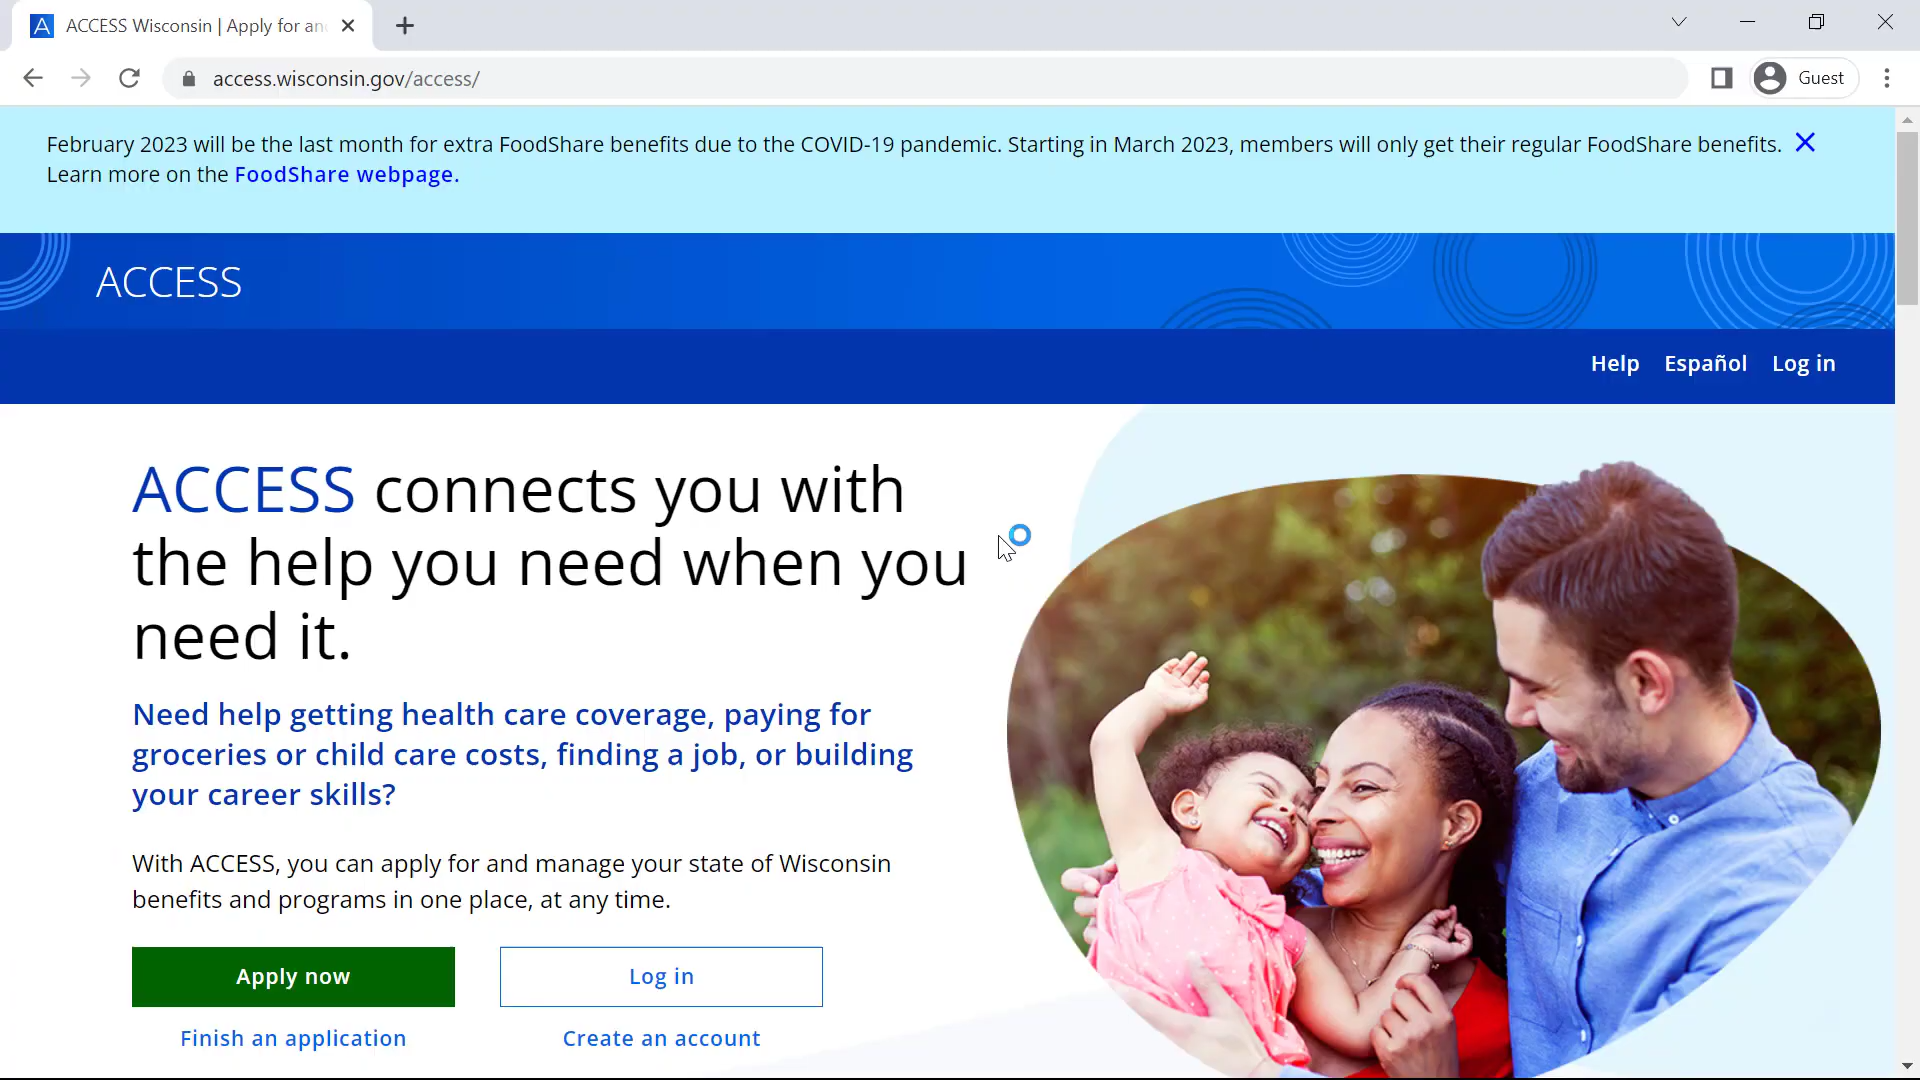 ACCESS Wisconsin | Apply for an
access.wisconsin.gov/access/
Guest
February 2023 will be the last month for extra FoodShare benefits due to the COVID-19 pandemic. Starting in March 2023, members will only get their regular FoodShare benefits.
Learn more on the FoodShare webpage.
ACCESS
Help Español Log in
ACCESS connects you with
the help you need when you
need it.
Need help getting health care coverage, paying for
groceries or child care costs, finding a job, or building
your career skills?
With ACCESS, you can apply for and manage your state of Wisconsin
benefits and programs in one place, at any time.
Apply now Log in
Finish an application Create an account